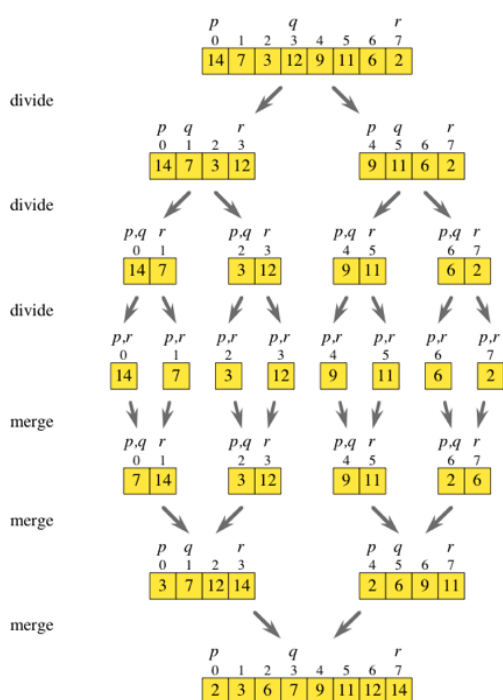 p q r
0 1 2 3 4 5 6 7
14 7 3 12 9 11 6 2
divide
p q r p q r
0 1 2 3 4 5 6 7
14 7 3 12 9 11 6 2
divide
p,q r p,q r p,q r p,q r
0 1 2 3 4 5 6 7
14 7 3 12 9 11 6 2
divide
p,r p,r p,r p,r p,r p,r p,r p,r
0 1 2 3 4 5 6 7
14 7 3 12 9 11 6 2
merge
p,q r p,q r p,q r p,q r
0 1 2 3 4 5 6 7
7 14 3 12 9 11 2 6
merge
p q r p q r
0 1 2 3 4 5 6 7
3 7 12 14 2 6 9 11
merge
p q r
0 1 2 3 4 5 6 7
2 3 6 7 9 11 12 14